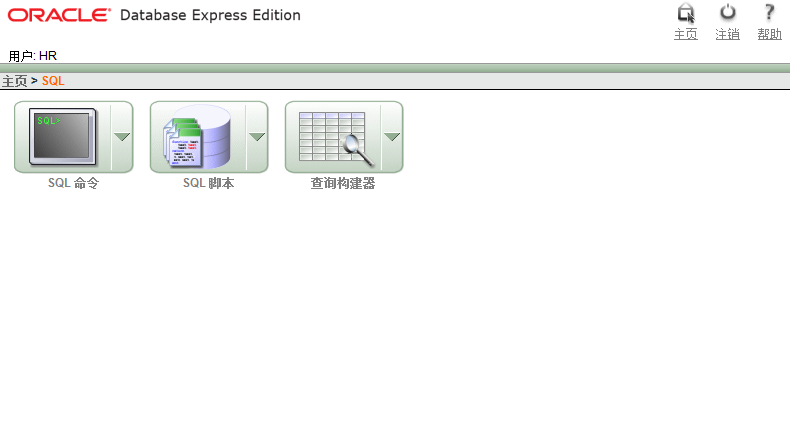 ORACLE Database Express Edition
主页 注销 帮助
用户: HR
主页 > SQL
SQL>
SQL 命令 SQL 脚本 查询构建器